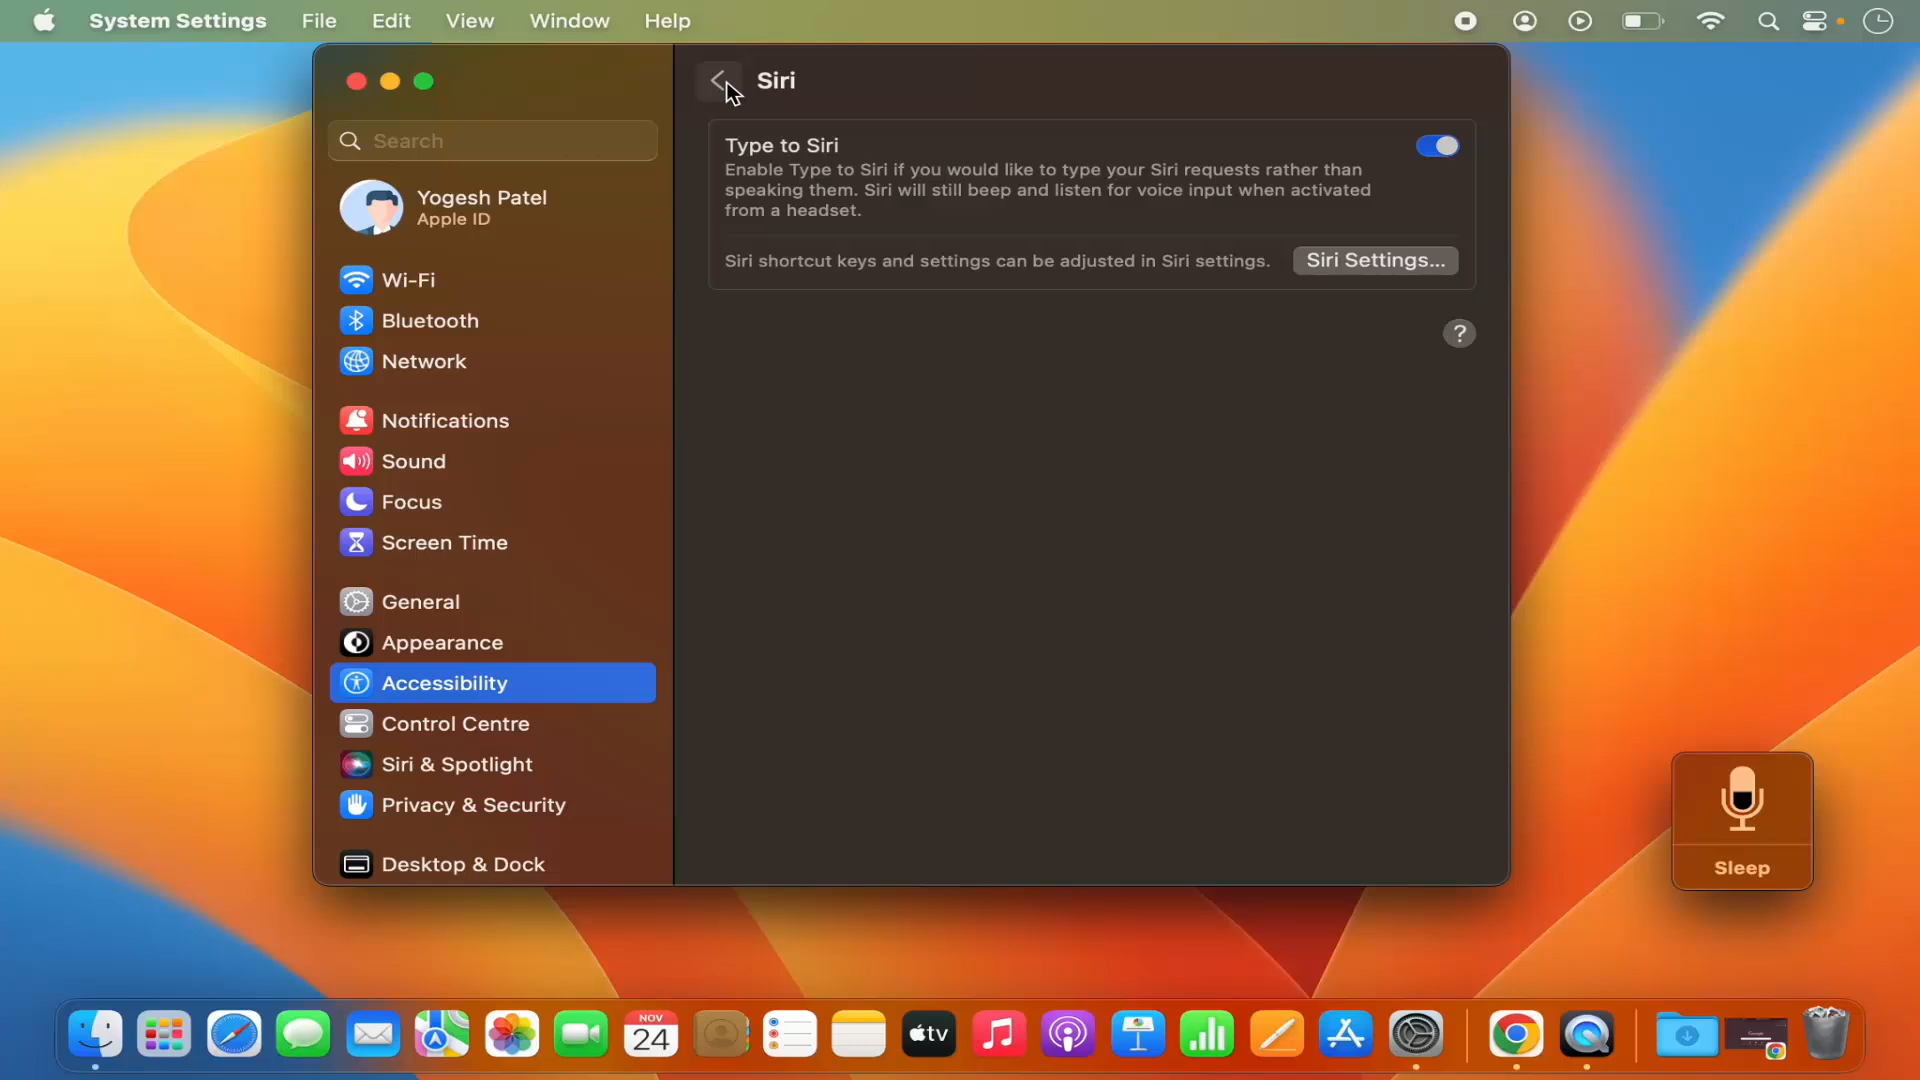 System Settings File Edit View Window Help
Siri
Search
Yogesh Patel
Apple ID
Wi-Fi
Bluetooth
Network
Notifications
Sound
Focus
Screen Time
General
Appearance
Accessibility
Control Centre
Siri & Spotlight
Privacy & Security
Desktop & Dock
Type to Siri
Enable Type to Siri if you would like to type your Siri requests rather than
speaking them. Siri will still beep and listen for voice input when activated
from a headset.
Siri shortcut keys and settings can be adjusted in Siri settings. Siri Settings...
?
Sleep
NOV
24
tv